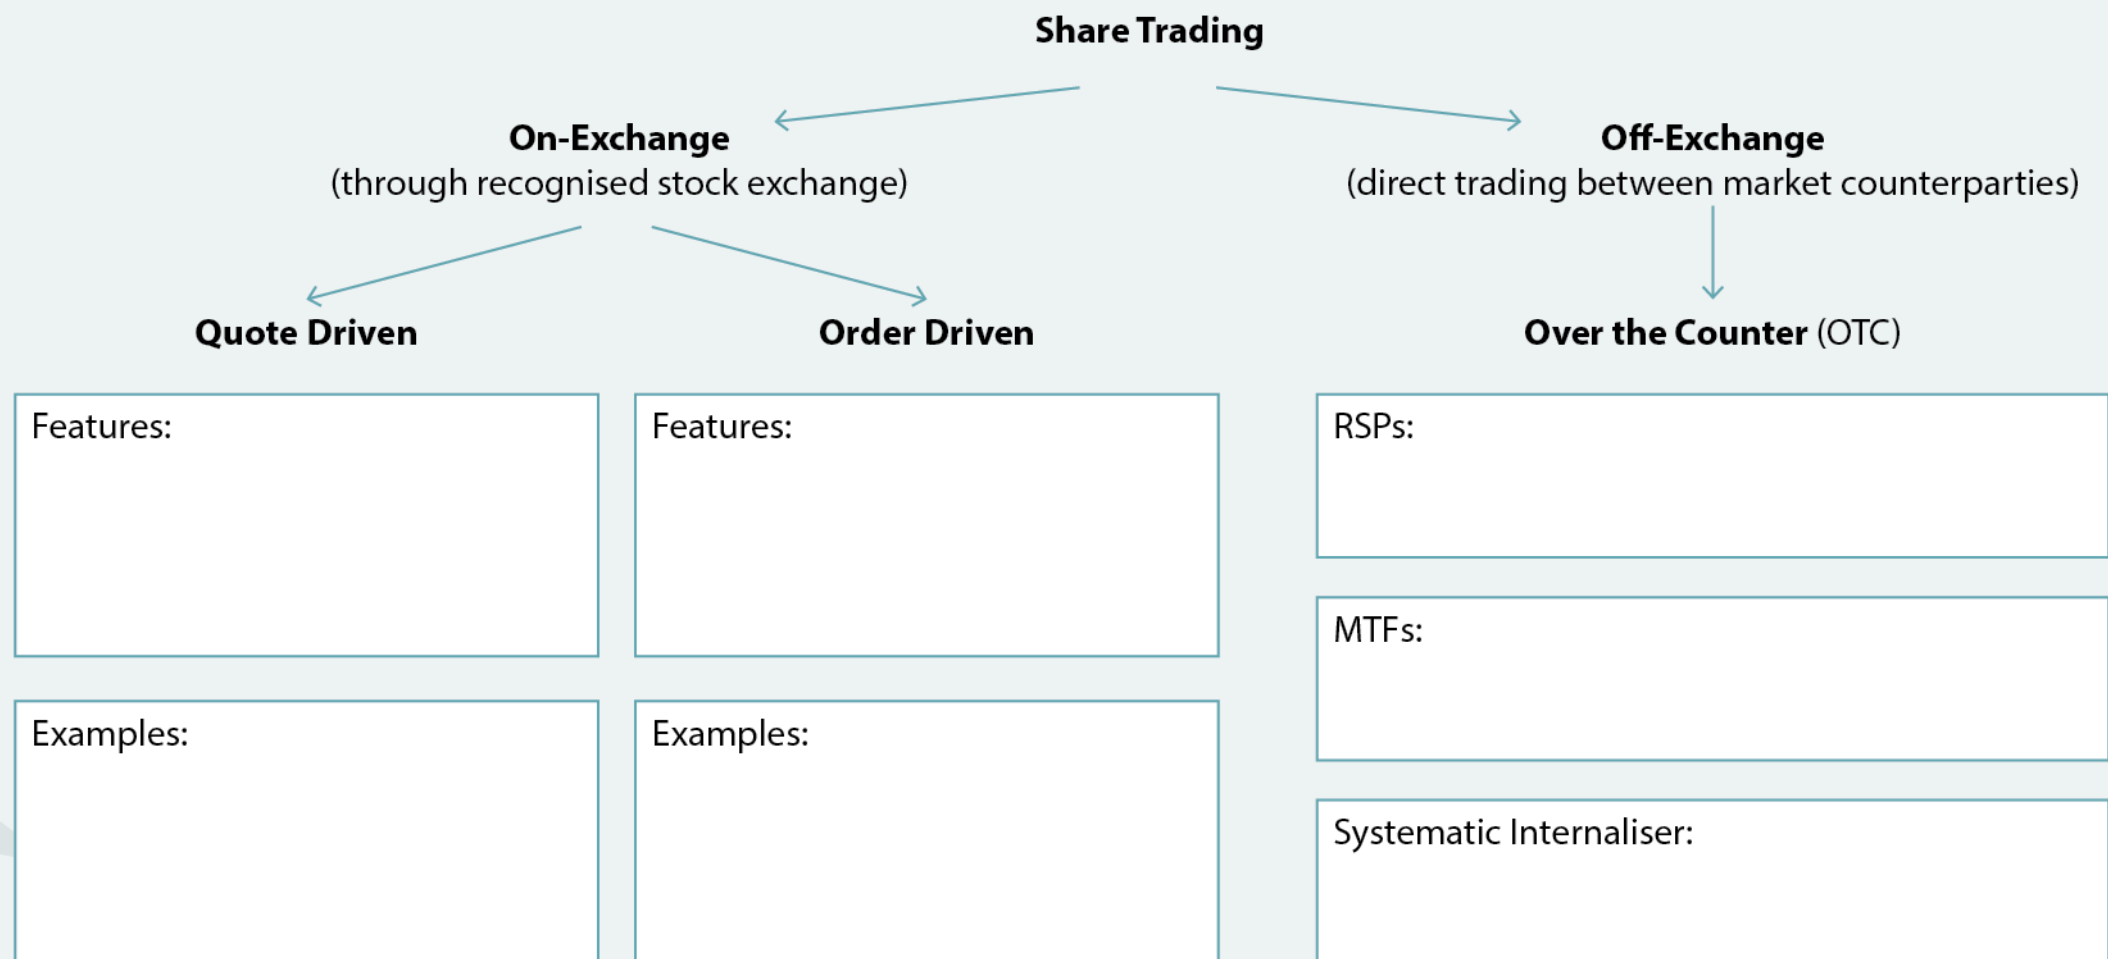 Share Trading
On-Exchange
(through recognised stock exchange)
Off-Exchange
(direct trading between market counterparties)
Quote Driven
Order Driven
Over the Counter (OTC)
Features:
Features:
RSPs:
MTFs:
Examples:
Examples:
Systematic Internaliser: